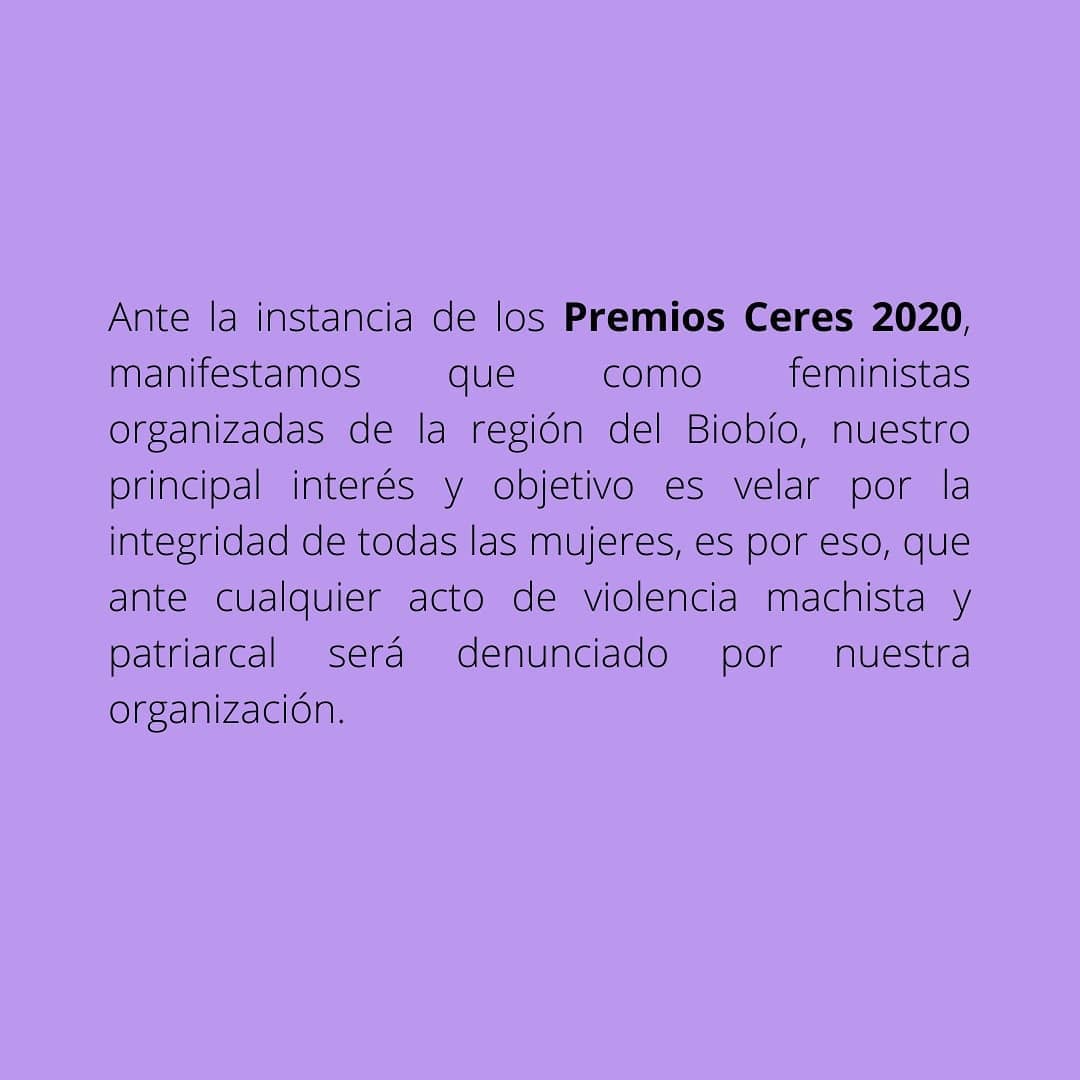 Ante la instancia de los Premios Ceres 2020,
manifestamos que como feministas
organizadas de la región del Biobío, nuestro
principal interés y objetivo es velar por la
integridad de todas las mujeres, es por eso, que
ante cualquier acto de violencia machista y
patriarcal será denunciado por nuestra
organización.